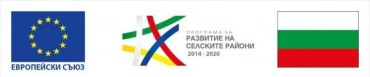 ПРОГРАМА ЗА
РАЗВИТИЕ НА
СЕЛСКИТЕ РАЙОНИ
2014 - 2020
ЕВРОПЕЙСКИ СЪЮЗ